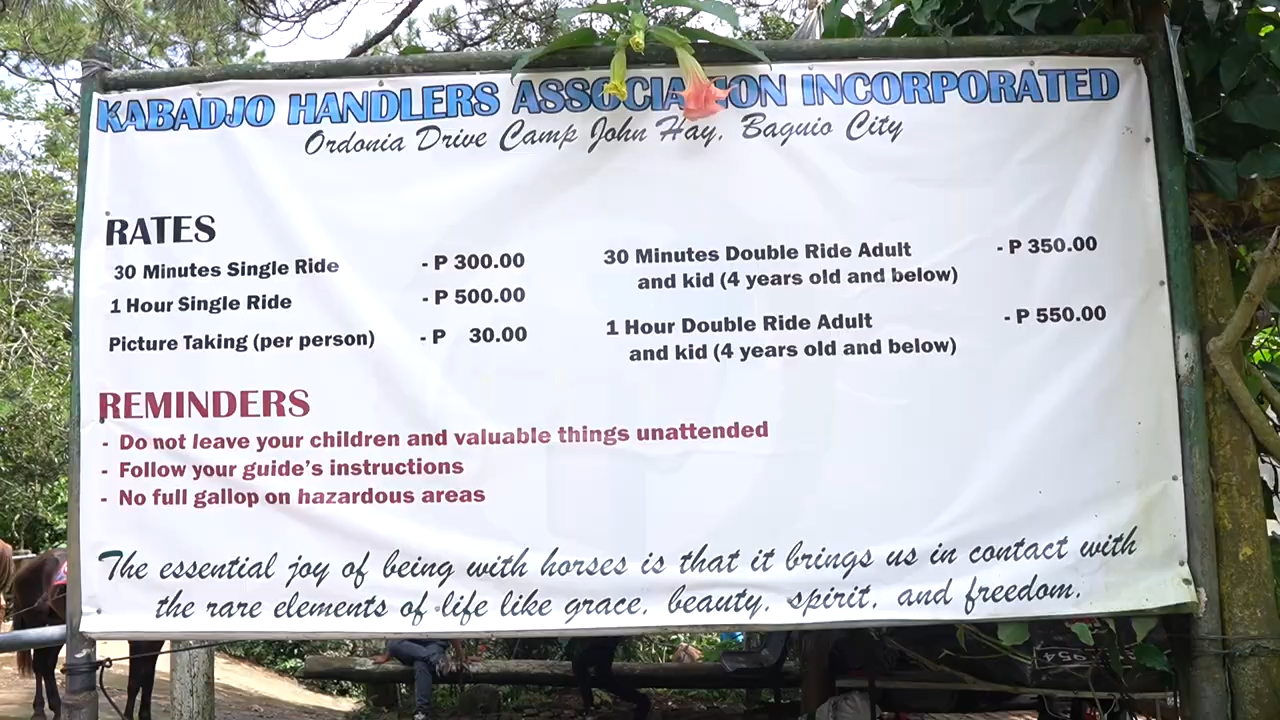 KABADJO HANDLERS ASSOCIATION INCORPORATED
Ordonia Drive Camp John Hay, Baguio City
RATES
30 Minutes Single Ride - P 300.00
1 Hour Single Ride - P 500.00
Picture Taking (per person) - P 30.00
30 Minutes Double Ride Adult - P 350.00
and kid (4 years old and below)
1 Hour Double Ride Adult - P 550.00
and kid (4 years old and below)
REMINDERS
- Do not leave your children and valuable things unattended
- Follow your guide's instructions
- No full gallop on hazardous areas
The essential joy of being with horses is that it brings us in contact with
the rare elements of life like grace, beauty, spirit, and freedom.
954